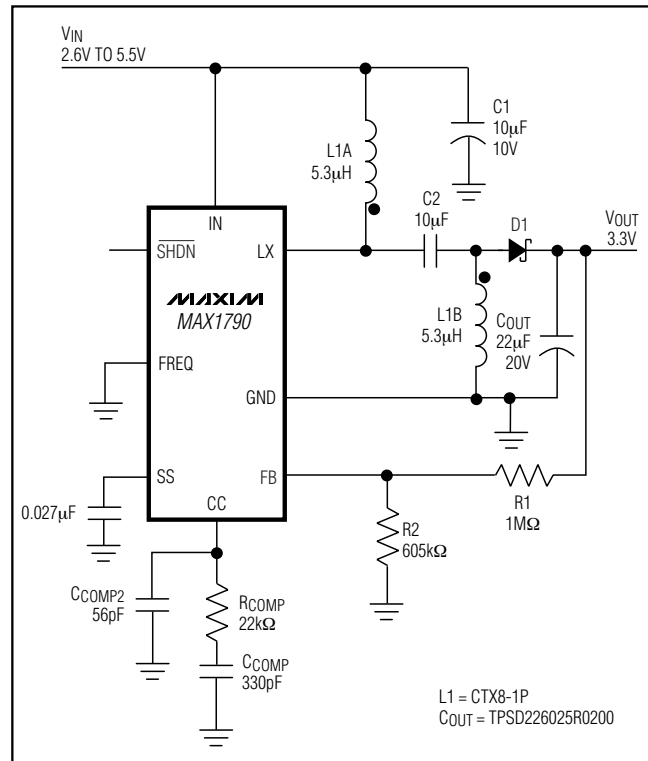 VIN
2.6V TO 5.5V
C1
10µF
10V
L1A
5.3µH
C2
10µF
D1
VOUT
3.3V
IN
SHDN
LX
MAXIM
MAX1790
L1B
5.3µH
COUT
22µF
20V
FREQ
GND
SS
FB
CC
0.027µF
R1
1MΩ
R2
605kΩ
CCOMP2
56pF
RCOMP
22kΩ
CCOMP
330pF
L1 = CTX8-1P
COUT = TPSD226025R0200